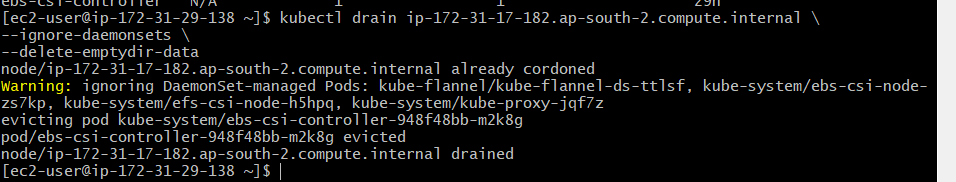 ebs-csi-controller   N/A             1               1               29h
[ec2-user@ip-172-31-29-138 ~]$ kubectl drain ip-172-31-17-182.ap-south-2.compute.internal \
--ignore-daemonsets \
--delete-emptydir-data
node/ip-172-31-17-182.ap-south-2.compute.internal already cordoned
Warning: ignoring DaemonSet-managed Pods: kube-flannel/kube-flannel-ds-ttlsf, kube-system/ebs-csi-node-
zs7kp, kube-system/efs-csi-node-h5hpq, kube-system/kube-proxy-jqf7z
evicting pod kube-system/ebs-csi-controller-948f48bb-m2k8g
pod/ebs-csi-controller-948f48bb-m2k8g evicted
node/ip-172-31-17-182.ap-south-2.compute.internal drained
[ec2-user@ip-172-31-29-138 ~]$